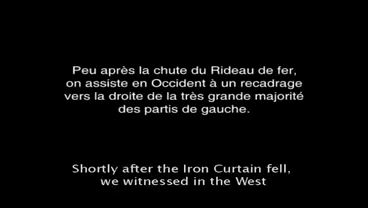 Peu après la chute du Rideau de fer,
on assiste en Occident à un recadrage
vers la droite de la très grande majorité
des partis de gauche.
Shortly after the Iron Curtain fell,
we witnessed in the West